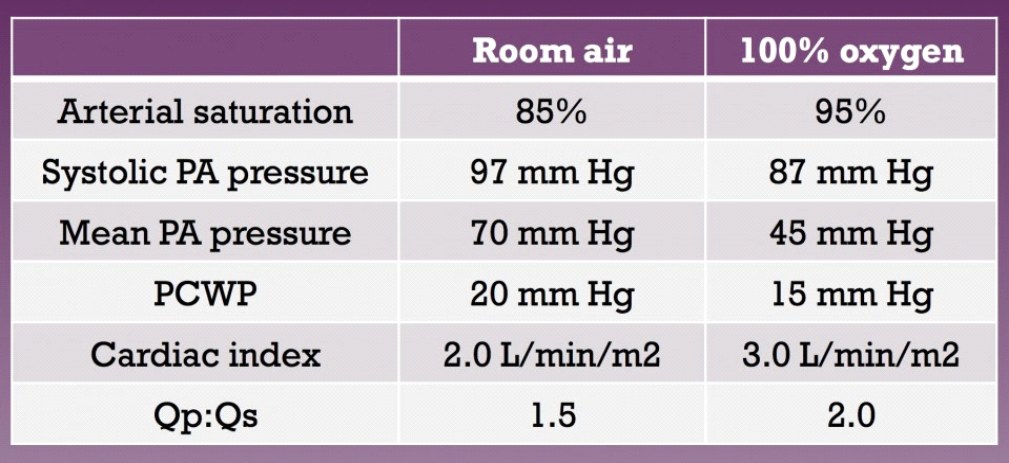 Room air 100% oxygen
Arterial saturation 85% 95%
Systolic PA pressure 97 mm Hg 87 mm Hg
Mean PA pressure 70 mm Hg 45 mm Hg
PCWP 20 mm Hg 15 mm Hg
Cardiac index 2.0 L/min/m2 3.0 L/min/m2
Qp:Qs 1.5 2.0